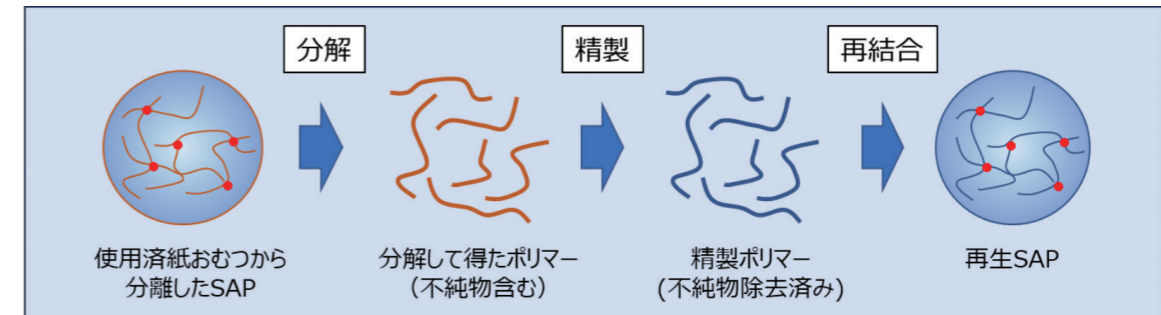 分解
精製
再結合
使用済紙おむつから
分離したSAP
分解して得たポリマー
（不純物含む）
精製ポリマー
(不純物除去済み)
再生SAP